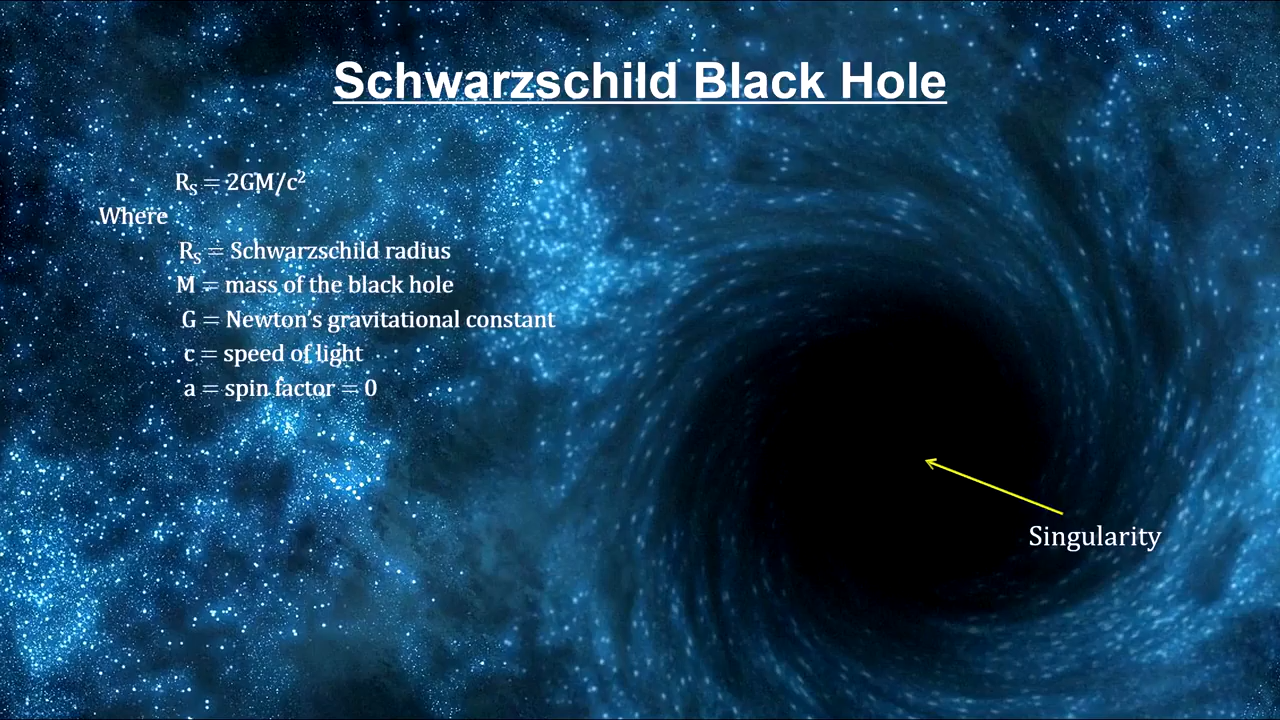 Schwarzschild Black Hole
Rₛ = 2GM/c²
Where
Rₛ = Schwarzschild radius
M = mass of the black hole
G = Newton’s gravitational constant
c = speed of light
a = spin factor = 0
Singularity